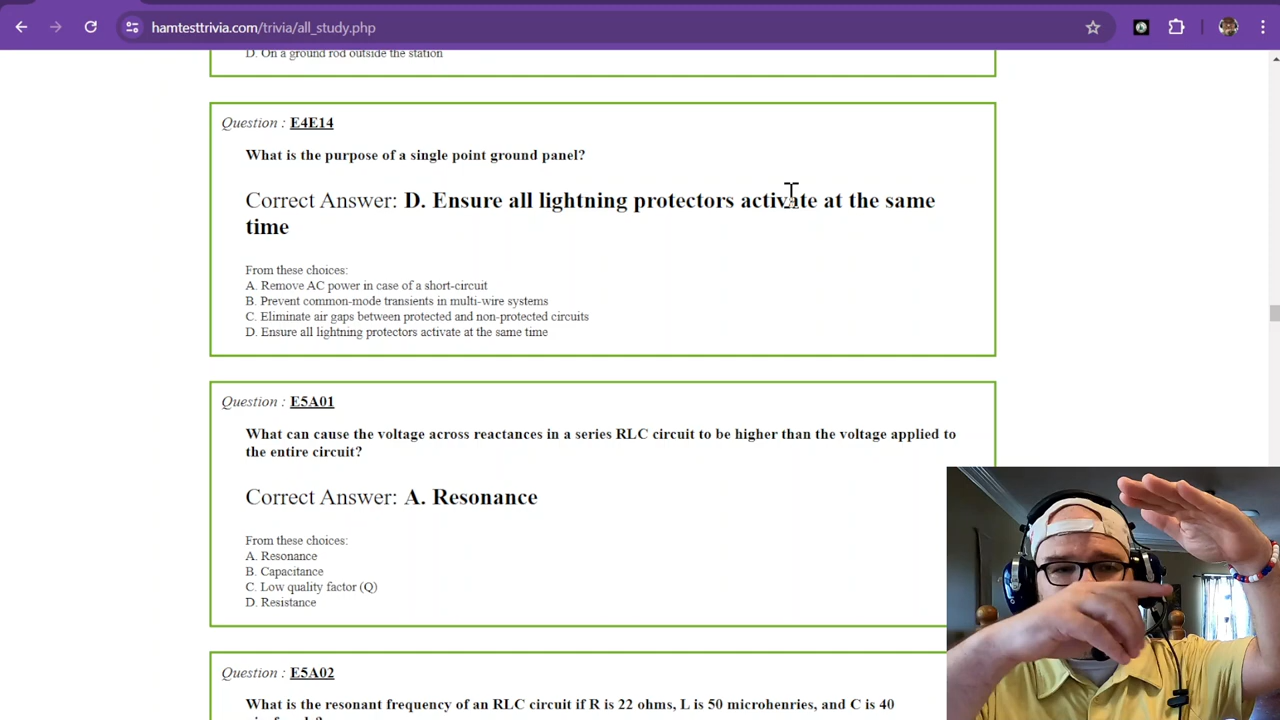 hamtesttrivia.com/trivia/all_study.php
D. On a ground rod outside the station
Question : E4E14
What is the purpose of a single point ground panel?
Correct Answer: D. Ensure all lightning protectors activate at the same
time
From these choices:
A. Remove AC power in case of a short-circuit
B. Prevent common-mode transients in multi-wire systems
C. Eliminate air gaps between protected and non-protected circuits
D. Ensure all lightning protectors activate at the same time
Question : E5A01
What can cause the voltage across reactances in a series RLC circuit to be higher than the voltage applied to
the entire circuit?
Correct Answer: A. Resonance
From these choices:
A. Resonance
B. Capacitance
C. Low quality factor (Q)
D. Resistance
Question : E5A02
What is the resonant frequency of an RLC circuit if R is 22 ohms, L is 50 microhenries, and C is 40